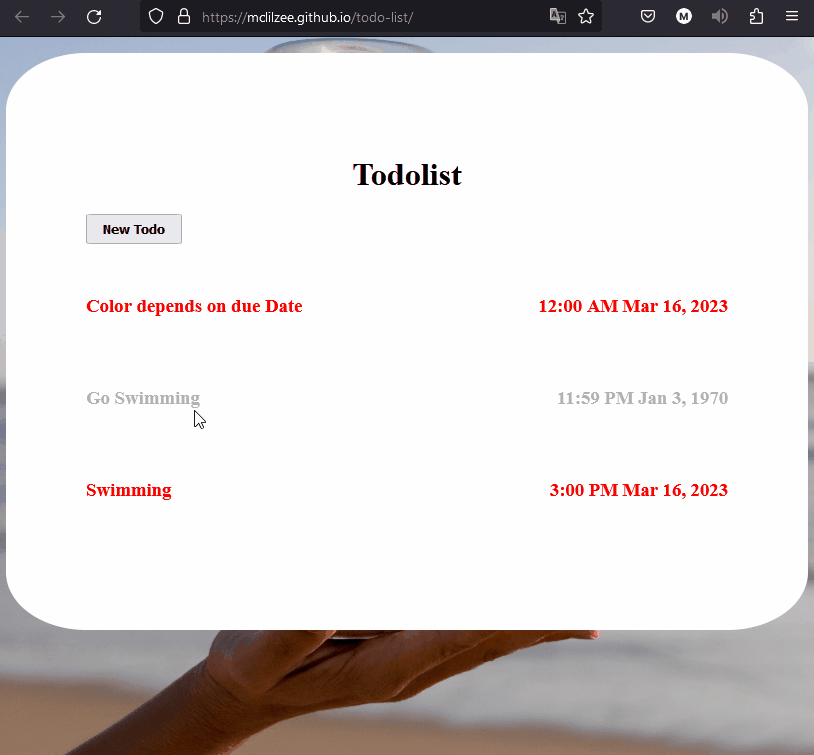 https://mclilzee.github.io/todo-list/
M
Todolist
New Todo
Color depends on due Date 12:00 AM Mar 16, 2023
Go Swimming 11:59 PM Jan 3, 1970
Swimming 3:00 PM Mar 16, 2023